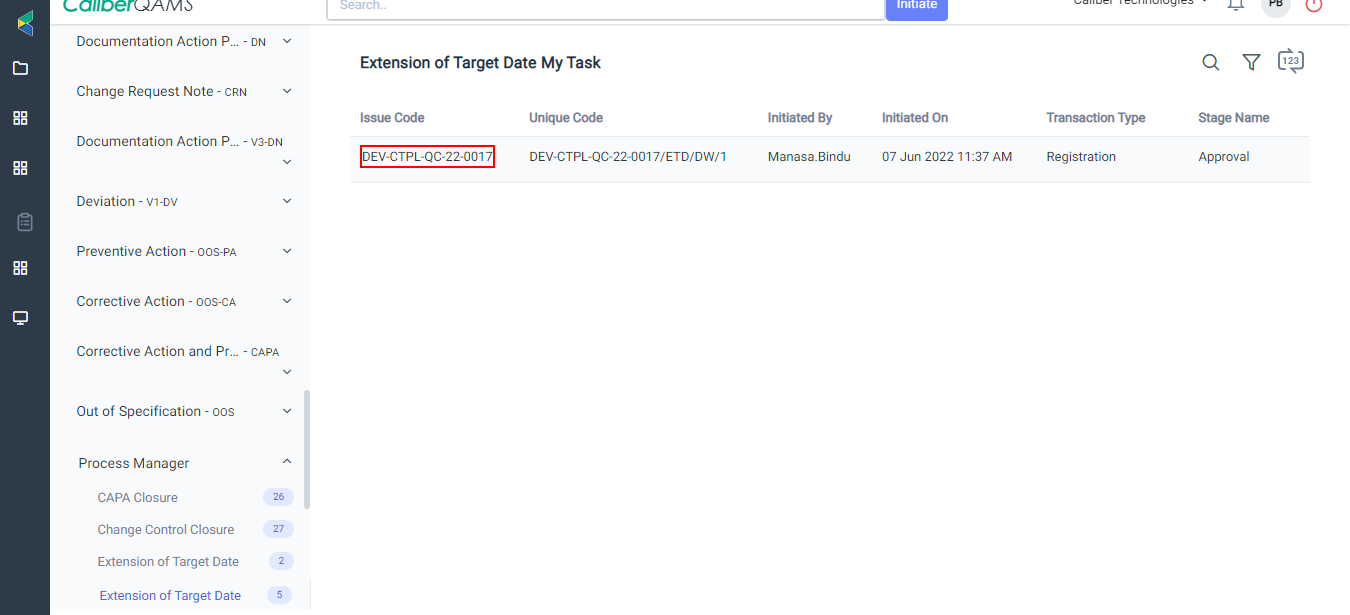 CaliberQAMS
Search..
Initiate
Caliber Technologies
PB
Documentation Action P... - DN
Change Request Note - CRN
Documentation Action P... - V3-DN
Deviation - V1-DV
Preventive Action - OOS-PA
Corrective Action - OOS-CA
Corrective Action and Pr... - CAPA
Out of Specification - OOS
Process Manager
CAPA Closure 26
Change Control Closure 27
Extension of Target Date 2
Extension of Target Date 5
Extension of Target Date My Task
123
Issue Code Unique Code Initiated By Initiated On Transaction Type Stage Name
DEV-CTPL-QC-22-0017 DEV-CTPL-QC-22-0017/ETD/DW/1 Manasa.Bindu 07 Jun 2022 11:37 AM Registration Approval